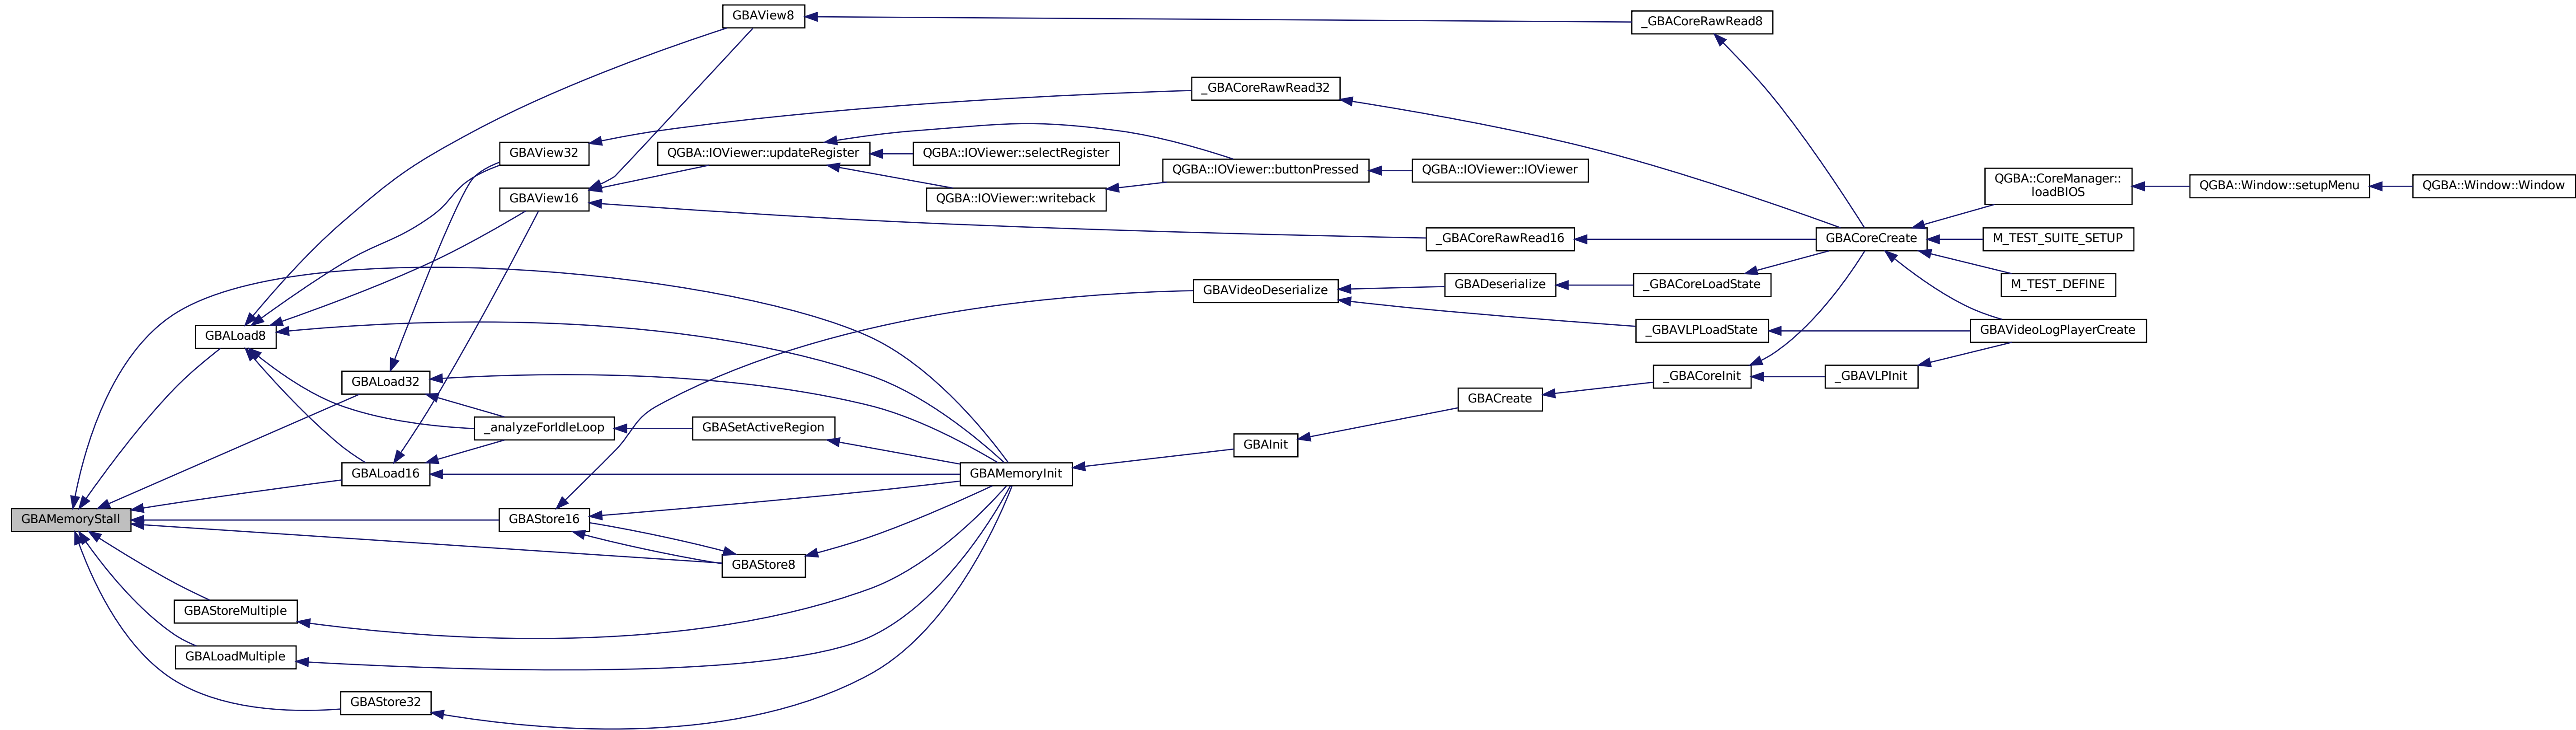 GBAView8
_GBACoreRawRead8
_GBACoreRawRead32
GBAView32
QGBA::IOViewer::updateRegister
QGBA::IOViewer::selectRegister
QGBA::IOViewer::buttonPressed
QGBA::IOViewer::IOViewer
QGBA::CoreManager::
loadBIOS
QGBA::Window::setupMenu
QGBA::Window::Window
GBAView16
QGBA::IOViewer::writeback
_GBACoreRawRead16
GBACoreCreate
M_TEST_SUITE_SETUP
GBAVideoDeserialize
GBADeserialize
_GBACoreLoadState
M_TEST_DEFINE
GBALoad8
_GBAVLPLoadState
GBAVideoLogPlayerCreate
GBALoad32
_GBACoreInit
_GBAVLPInit
GBACreate
_analyzeForIdleLoop
GBASetActiveRegion
GBAInit
GBALoad16
GBAMemoryInit
GBAMemoryStall
GBAStore16
GBAStore8
GBAStoreMultiple
GBALoadMultiple
GBAStore32